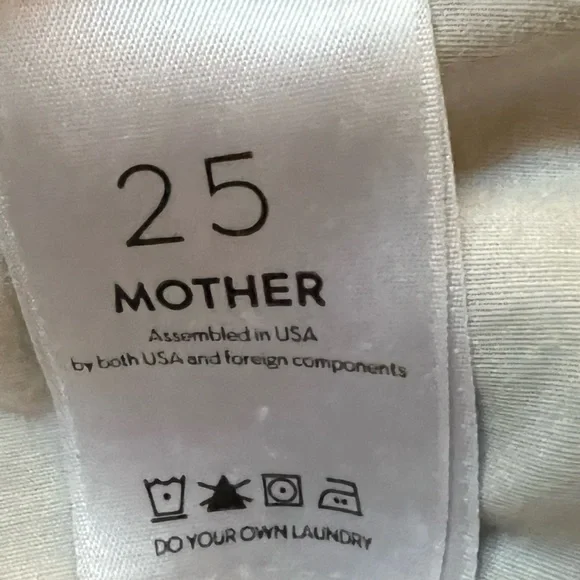 25
MOTHER
Assembled in USA
by both USA and foreign components
DO YOUR OWN LAUNDRY